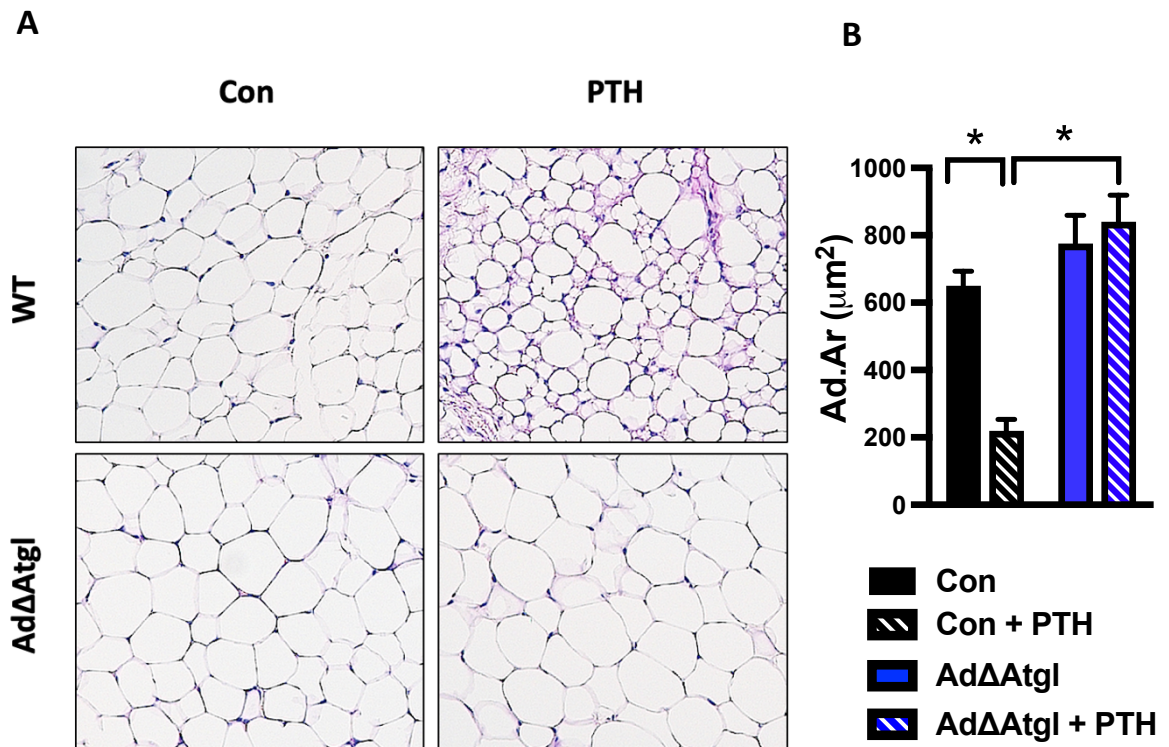 A
B
Con
PTH
WT
AdΔAtgl
* *
1000
800
600
400
200
0
Ad.Ar (μm²)
Con
Con + PTH
AdΔAtgl
AdΔAtgl + PTH